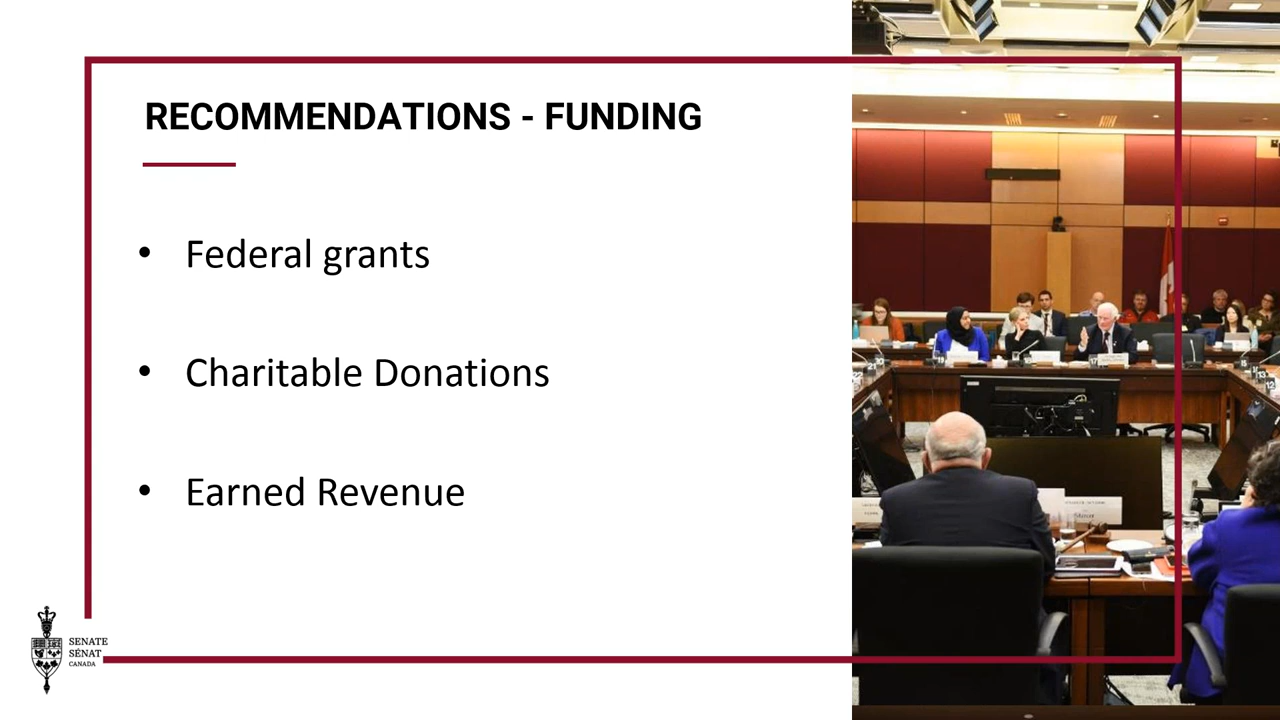 RECOMMENDATIONS - FUNDING
• Federal grants
• Charitable Donations
• Earned Revenue
SENATE
SÉNAT
CANADA